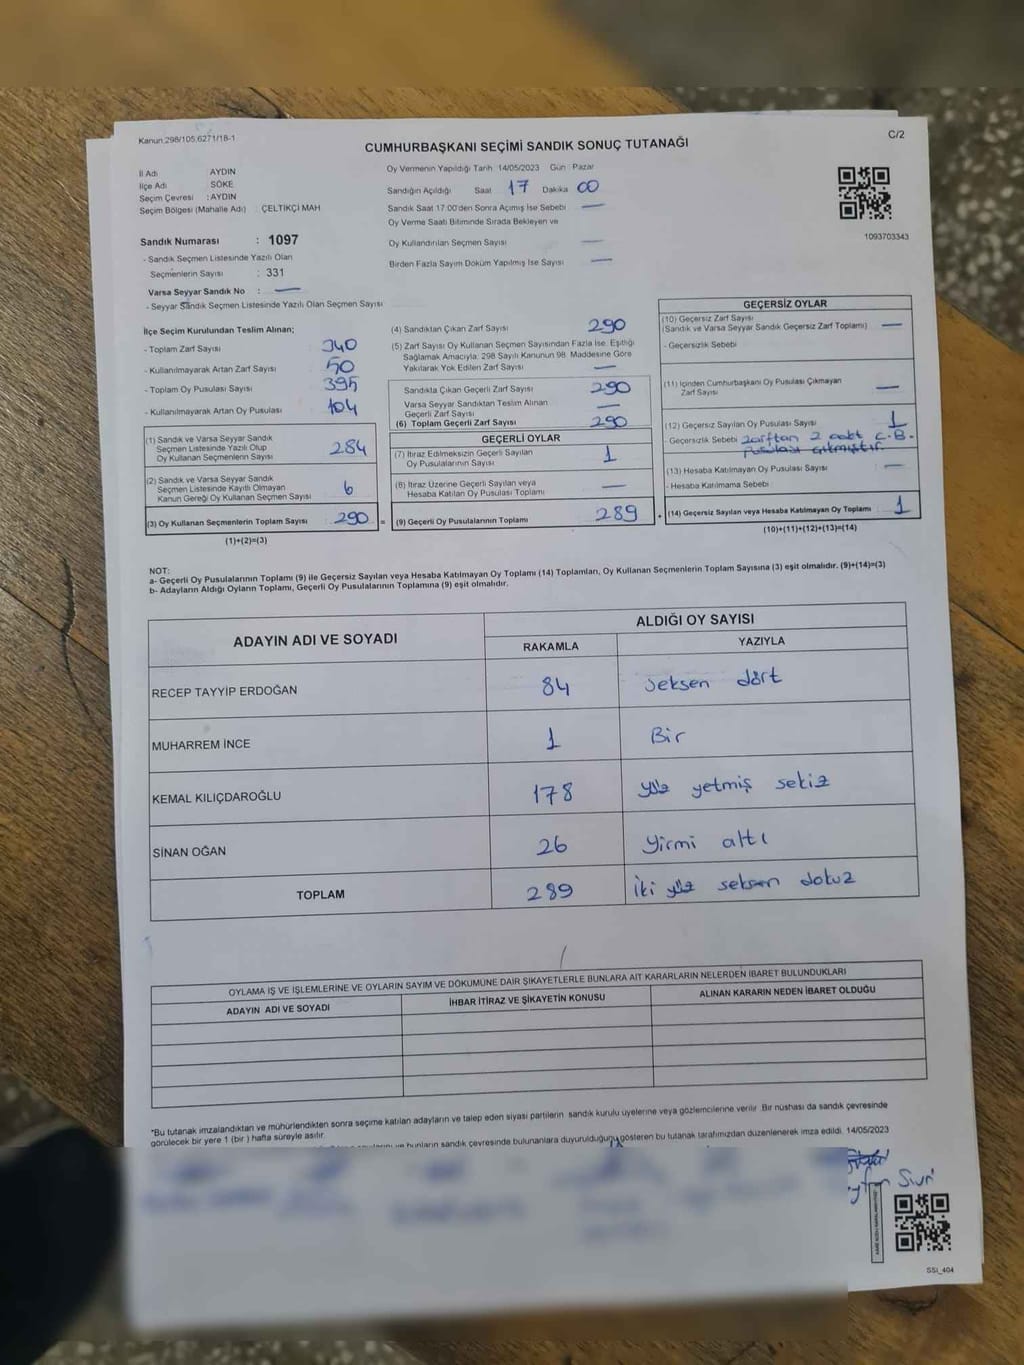 Kanun.298/105.6271/18-1
C/2
CUMHURBAŞKANI SEÇİMİ SANDIK SONUÇ TUTANAĞI
İl Adı AYDIN
İlçe Adı SÖKE
Seçim Çevresi : AYDIN
Seçim Bölgesi (Mahalle Adı) : ÇELTİKÇİ MAH
Sandık Numarası : 1097
- Sandık Seçmen Listesinde Yazılı Olan
Seçmenlerin Sayısı : 331
Varsa Seyyar Sandık No : —
- Seyyar Sandık Seçmen Listesinde Yazılı Olan Seçmen Sayısı
Oy Vermenin Yapıldığı Tarih 14/05/2023 Gün : Pazar
Sandığın Açıldığı Saat 17 Dakika 00
Sandık Saat 17:00'den Sonra Açımış İse Sebebi —
Oy Verme Saati Bitiminde Sırada Bekleyen ve
Oy Kullandırılan Seçmen Sayısı —
Birden Fazla Sayım Döküm Yapılmış İse Sayısı —
1093703343
İlçe Seçim Kurulundan Teslim Alınan;
- Toplam Zarf Sayısı 340
- Kullanılmayarak Artan Zarf Sayısı 50
- Toplam Oy Pusulası Sayısı 395
- Kullanılmayarak Artan Oy Pusulası 104
(1) Sandık ve Varsa Seyyar Sandık
Seçmen Listesinde Yazılı Olup
Oy Kullanan Seçmenlerin Sayısı 284
(2) Sandık ve Varsa Seyyar Sandık
Seçmen Listesinde Kayıtlı Olmayan
Kanun Gereği Oy Kullanan Seçmen Sayısı 6
(3) Oy Kullanan Seçmenlerin Toplam Sayısı 290 =
(1)+(2)=(3)
(4) Sandıktan Çıkan Zarf Sayısı 290
(5) Zarf Sayısı Oy Kullanan Seçmen Sayısından Fazla İse, Eşitliği
Sağlamak Amacıyla; 298 Sayılı Kanunun 98. Maddesine Göre
Yakılarak Yok Edilen Zarf Sayısı —
Sandıkta Çıkan Geçerli Zarf Sayısı 290
Varsa Seyyar Sandıktan Teslim Alınan
Geçerli Zarf Sayısı —
(6) Toplam Geçerli Zarf Sayısı 290
GEÇERLİ OYLAR
(7) İtiraz Edilmeksizin Geçerli Sayılan
Oy Pusulalarının Sayısı 1
(8) İtiraz Üzerine Geçerli Sayılan veya
Hesaba Katılan Oy Pusulası Toplamı —
(9) Geçerli Oy Pusulalarının Toplamı 289 +
GEÇERSİZ OYLAR
(10) Geçersiz Zarf Sayısı
(Sandık ve Varsa Seyyar Sandık Geçersiz Zarf Toplamı) —
- Geçersizlik Sebebi
(11) İçinden Cumhurbaşkanı Oy Pusulası Çıkmayan
Zarf Sayısı —
(12) Geçersiz Sayılan Oy Pusulası Sayısı 1
- Geçersizlik Sebebi zarftan 2 adet C.B.
pusulası çıkmıştır.
(13) Hesaba Katılmayan Oy Pusulası Sayısı —
- Hesaba Katılmama Sebebi
(14) Geçersiz Sayılan veya Hesaba Katılmayan Oy Toplamı 1
(10)+(11)+(12)+(13)=(14)
NOT:
a- Geçerli Oy Pusulalarının Toplamı (9) ile Geçersiz Sayılan veya Hesaba Katılmayan Oy Toplamı (14) Toplamları, Oy Kullanan Seçmenlerin Toplam Sayısına (3) eşit olmalıdır. (9)+(14)=(3)
b- Adayların Aldığı Oyların Toplamı, Geçerli Oy Pusulalarının Toplamına (9) eşit olmalıdır.
ADAYIN ADI VE SOYADI
ALDIĞI OY SAYISI
RAKAMLA YAZIYLA
RECEP TAYYİP ERDOĞAN 84 Seksen dört
MUHARREM İNCE 1 Bir
KEMAL KILIÇDAROĞLU 178 yüz yetmiş sekiz
SİNAN OĞAN 26 Yirmi altı
TOPLAM 289 İki yüz seksen dokuz
OYLAMA İŞ VE İŞLEMLERİNE VE OYLARIN SAYIM VE DÖKÜMÜNE DAİR ŞİKAYETLERLE BUNLARA AİT KARARLARIN NELERDEN İBARET BULUNDUKLARI
ADAYIN ADI VE SOYADI İHBAR İTİRAZ VE ŞİKAYETİN KONUSU ALINAN KARARIN NEDEN İBARET OLDUĞU
*Bu tutanak imzalandıktan ve mühürlendikten sonra seçime katılan adayların ve talep eden siyasi partilerin sandık kurulu üyelerine veya gözlemcilerine verilir. Bir nüshası da sandık çevresinde
görülecek bir yere 1 (bir) hafta süreyle asılır.
bunların sandık çevresinde bulunanlara duyurulduğunu gösteren bu tutanak tarafımızdan düzenlenerek imza edildi. 14/05/2023
SSI_404